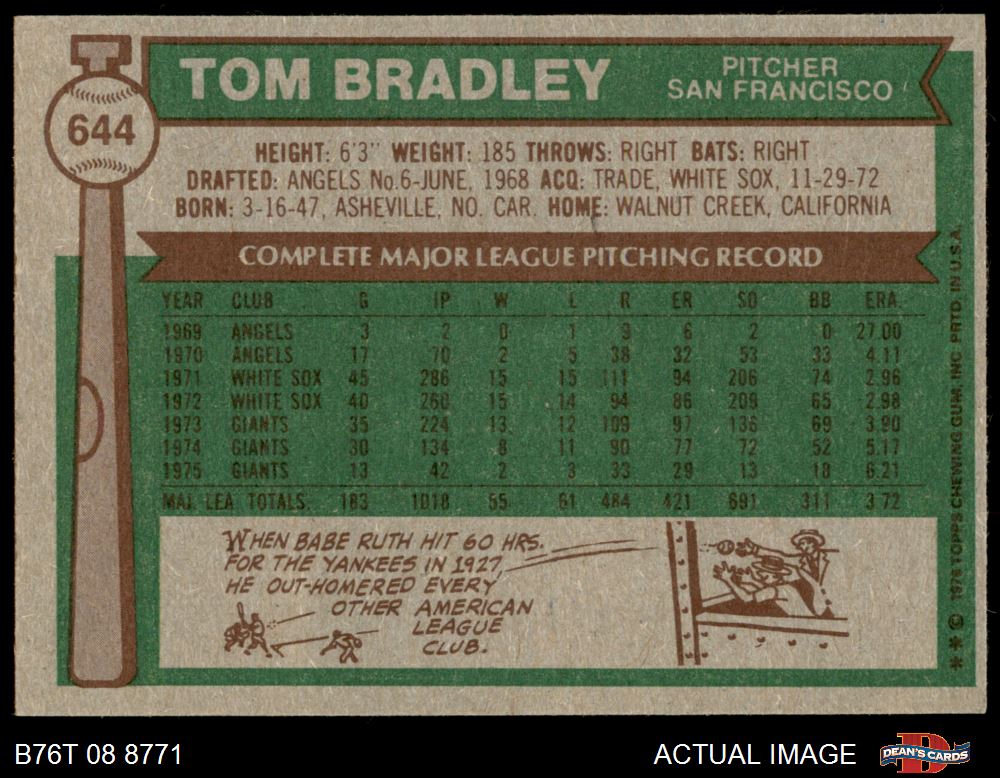 644
TOM BRADLEY
PITCHER
SAN FRANCISCO
HEIGHT: 6'3" WEIGHT: 185 THROWS: RIGHT BATS: RIGHT
DRAFTED: ANGELS No.6-JUNE, 1968 ACQ: TRADE, WHITE SOX, 11-29-72
BORN: 3-16-47, ASHEVILLE, NO. CAR. HOME: WALNUT CREEK, CALIFORNIA
COMPLETE MAJOR LEAGUE PITCHING RECORD
YEAR CLUB G IP W L R ER SO BB ERA
1969 ANGELS 3 2 0 1 9 6 2 0 27.00
1970 ANGELS 17 70 2 5 38 32 53 33 4.11
1971 WHITE SOX 45 286 15 15 111 94 206 74 2.96
1972 WHITE SOX 40 260 15 14 94 86 209 65 2.98
1973 GIANTS 35 224 13 12 109 97 136 69 3.90
1974 GIANTS 30 134 8 11 90 77 72 52 5.17
1975 GIANTS 13 42 2 3 33 29 13 18 6.21
MAJ. LEA. TOTALS. 183 1018 55 61 484 421 691 311 3.72
WHEN BABE RUTH HIT 60 HRS.
FOR THE YANKEES IN 1927,
HE OUT-HOMERED EVERY
OTHER AMERICAN
LEAGUE
CLUB.
** © 1976 TOPPS CHEWING GUM, INC. PRTD. IN U.S.A.
B76T 08 8771
ACTUAL IMAGE
DEAN'S CARDS